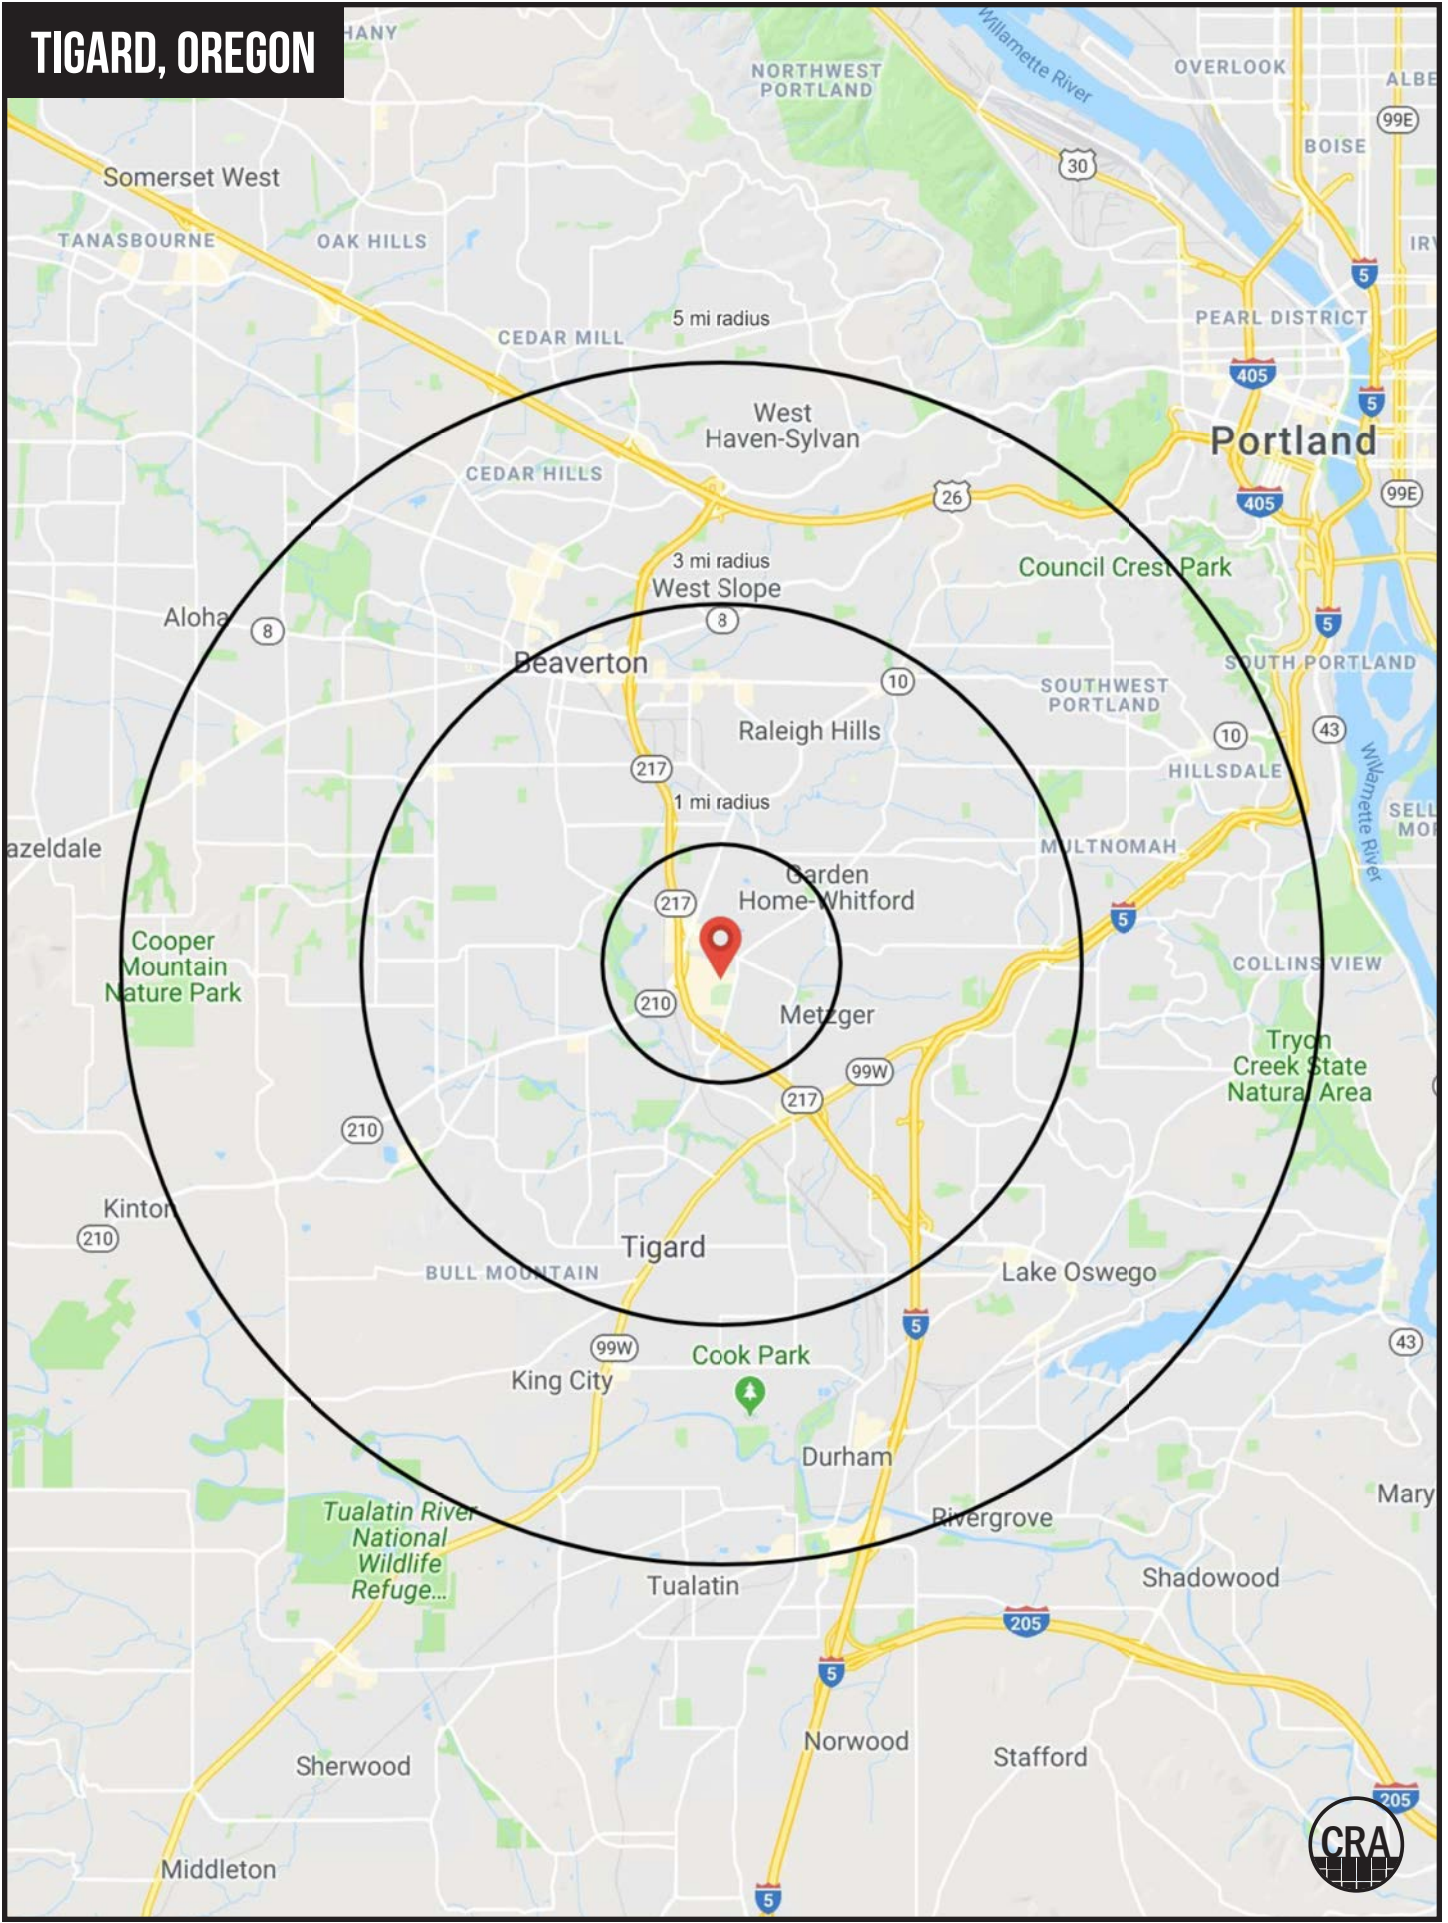 TIGARD, OREGON
HANY
NORTHWEST
PORTLAND
Willamette River
OVERLOOK
ALBE
99E
BOISE
30
Somerset West
TANASBOURNE
OAK HILLS
IRV
5
PEARL DISTRICT
5 mi radius
CEDAR MILL
405
5
West
Haven-Sylvan
Portland
CEDAR HILLS
26
405
99E
3 mi radius
West Slope
Council Crest Park
Aloha
8
8
5
Beaverton
SOUTH PORTLAND
10
SOUTHWEST
PORTLAND
Raleigh Hills
10
43
217
HILLSDALE
Willamette River
1 mi radius
SELL
MOR
azeldale
MULTNOMAH
Garden
Home-Whitford
217
5
Cooper
Mountain
Nature Park
COLLINS VIEW
210
Metzger
Tryon
Creek State
Natural Area
99W
217
210
Kinton
210
Tigard
BULL MOUNTAIN
Lake Oswego
5
43
99W
Cook Park
King City
Durham
Mary
Tualatin River
National
Wildlife
Refuge...
Rivergrove
Tualatin
Shadowood
205
5
Norwood
Stafford
Sherwood
205
CRA
Middleton
5